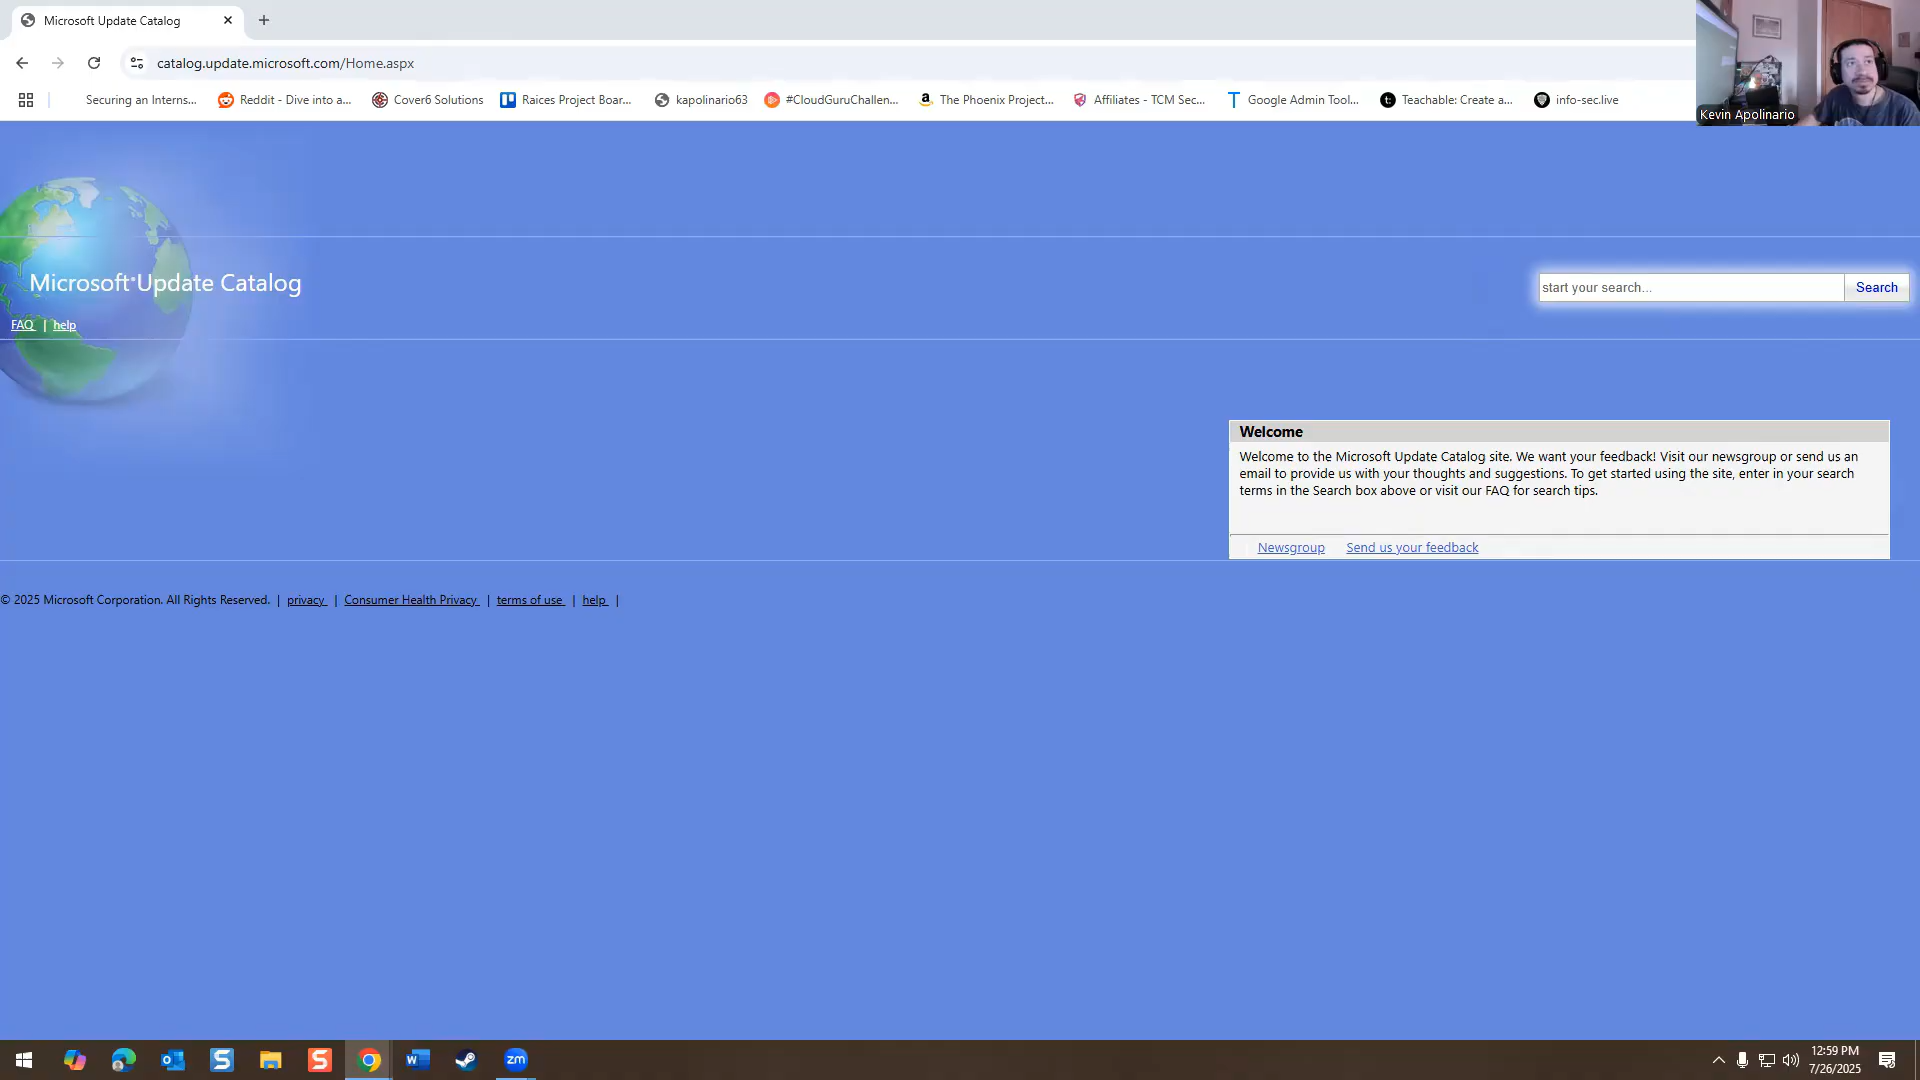 Microsoft Update Catalog
catalog.update.microsoft.com/Home.aspx
Securing an Interns...
Reddit - Dive into a...
Cover6 Solutions
Raices Project Boar...
kapolinario63
#CloudGuruChallen...
The Phoenix Project...
Affiliates - TCM Sec...
Google Admin Tool...
Teachable: Create a...
info-sec.live
Kevin Apolinario
Microsoft®Update Catalog
start your search...
Search
FAQ | help
Welcome
Welcome to the Microsoft Update Catalog site. We want your feedback! Visit our newsgroup or send us an
email to provide us with your thoughts and suggestions. To get started using the site, enter in your search
terms in the Search box above or visit our FAQ for search tips.
Newsgroup Send us your feedback
© 2025 Microsoft Corporation. All Rights Reserved. | privacy | Consumer Health Privacy | terms of use | help |
zm
12:59 PM
7/26/2025